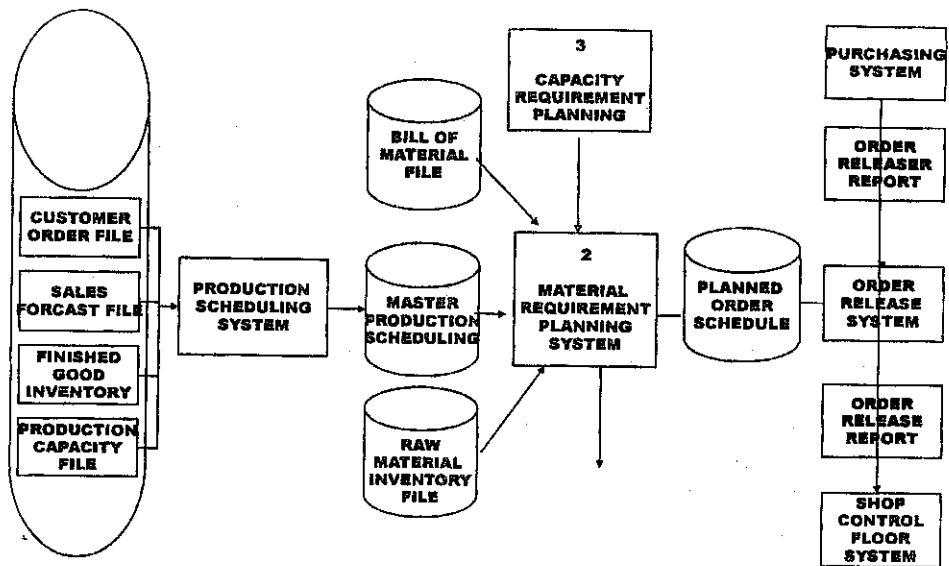 CUSTOMER
ORDER FILE
SALES
FORCAST FILE
FINISHED
GOOD
INVENTORY
PRODUCTION
CAPACITY
FILE
PRODUCTION
SCHEDULING
SYSTEM
BILL OF
MATERIAL
FILE
MASTER
PRODUCTION
SCHEDULING
RAW
MATERIAL
INVENTORY
FILE
3
CAPACITY
REQUIREMENT
PLANNING
2
MATERIAL
REQUIREMENT
PLANNING
SYSTEM
PLANNED
ORDER
SCHEDULE
PURCHASING
SYSTEM
ORDER
RELEASER
REPORT
ORDER
RELEASE
SYSTEM
ORDER
RELEASE
REPORT
SHOP
CONTROL
FLOOR
SYSTEM